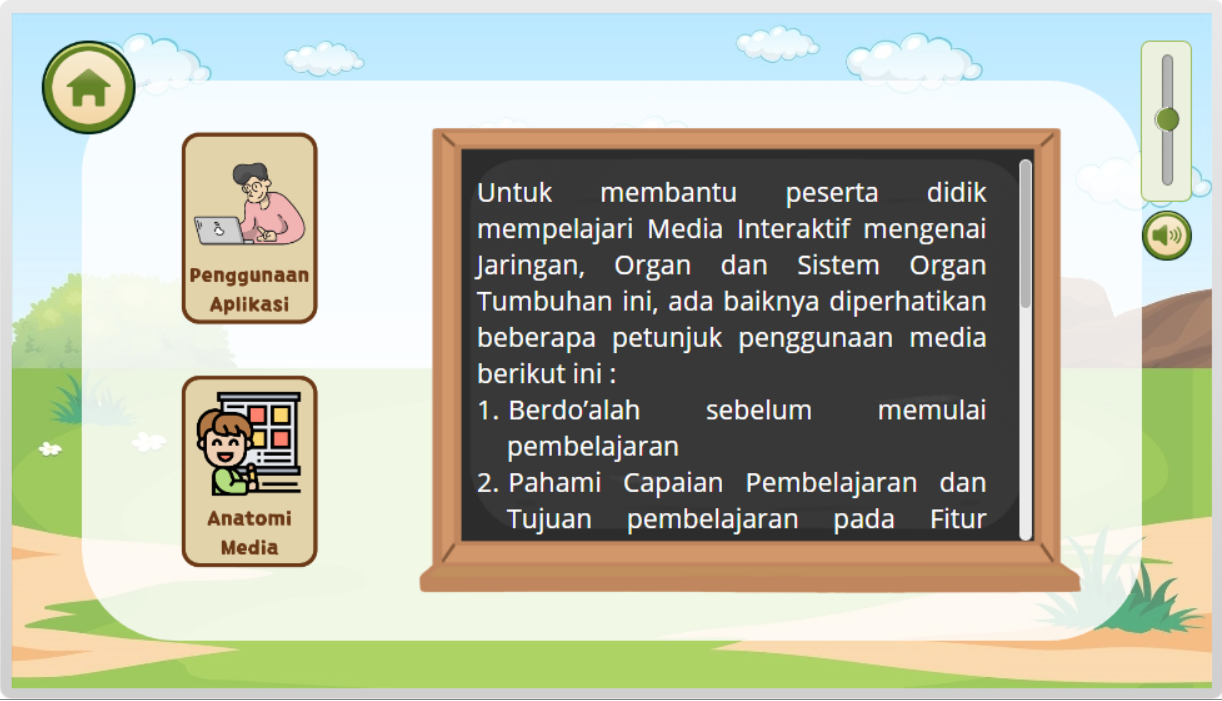 Penggunaan
Aplikasi
Anatomi
Media
Untuk membantu peserta didik
mempelajari Media Interaktif mengenai
Jaringan, Organ dan Sistem Organ
Tumbuhan ini, ada baiknya diperhatikan
beberapa petunjuk penggunaan media
berikut ini :
1. Berdo’alah sebelum memulai
pembelajaran
2. Pahami Capaian Pembelajaran dan
Tujuan pembelajaran pada Fitur